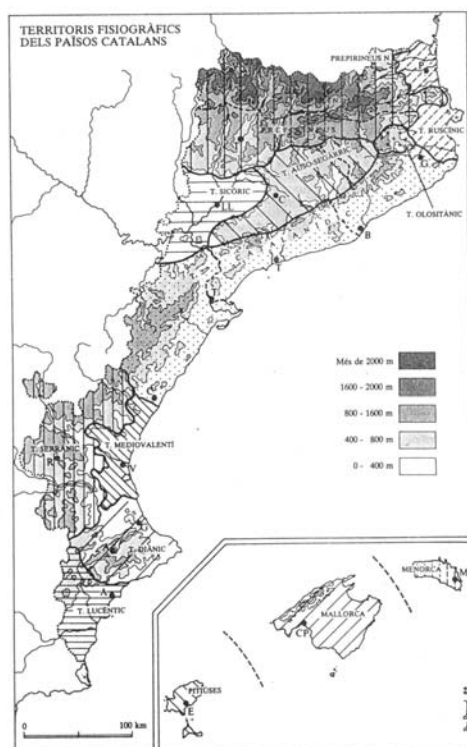 TERRITORIS FISIOGRÀFICS
DELS PAÏSOS CATALANS
PREPIRINEUS N.
P
T. RUSCÍNIC
T. AUSO-SEGÀRRIC
G
T. SICÒRIC
LL
C
T. OLOSITÀNIC
B
T
Més de 2000 m
1600 - 2000 m
800 - 1600 m
400 - 800 m
0 - 400 m
T. SERRÀNIC
R
T. MEDIOVALENTÍ
V
T. DIÀNIC
A
T. LUCÈNTIC
MENORCA
M
MALLORCA
CP
PITIÜSES
E
0
100 km